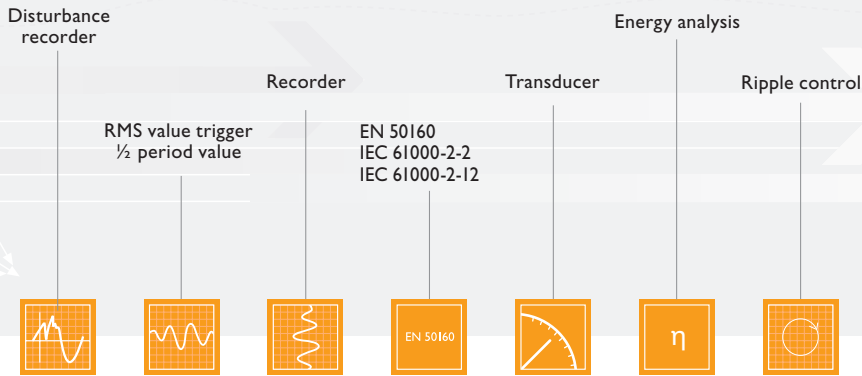 Disturbance
recorder
RMS value trigger
½ period value
Recorder
EN 50160
IEC 61000-2-2
IEC 61000-2-12
Transducer
Energy analysis
Ripple control
EN 50160
η